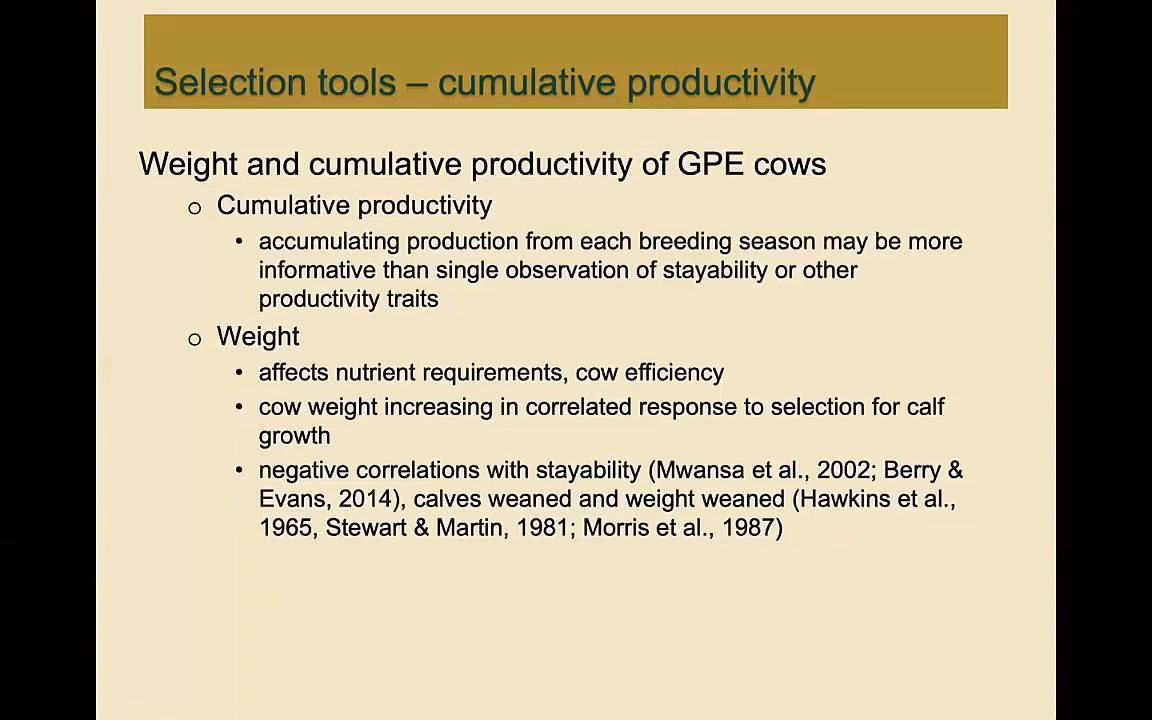 Selection tools – cumulative productivity
Weight and cumulative productivity of GPE cows
o Cumulative productivity
• accumulating production from each breeding season may be more
informative than single observation of stayability or other
productivity traits
o Weight
• affects nutrient requirements, cow efficiency
• cow weight increasing in correlated response to selection for calf
growth
• negative correlations with stayability (Mwansa et al., 2002; Berry &
Evans, 2014), calves weaned and weight weaned (Hawkins et al.,
1965, Stewart & Martin, 1981; Morris et al., 1987)